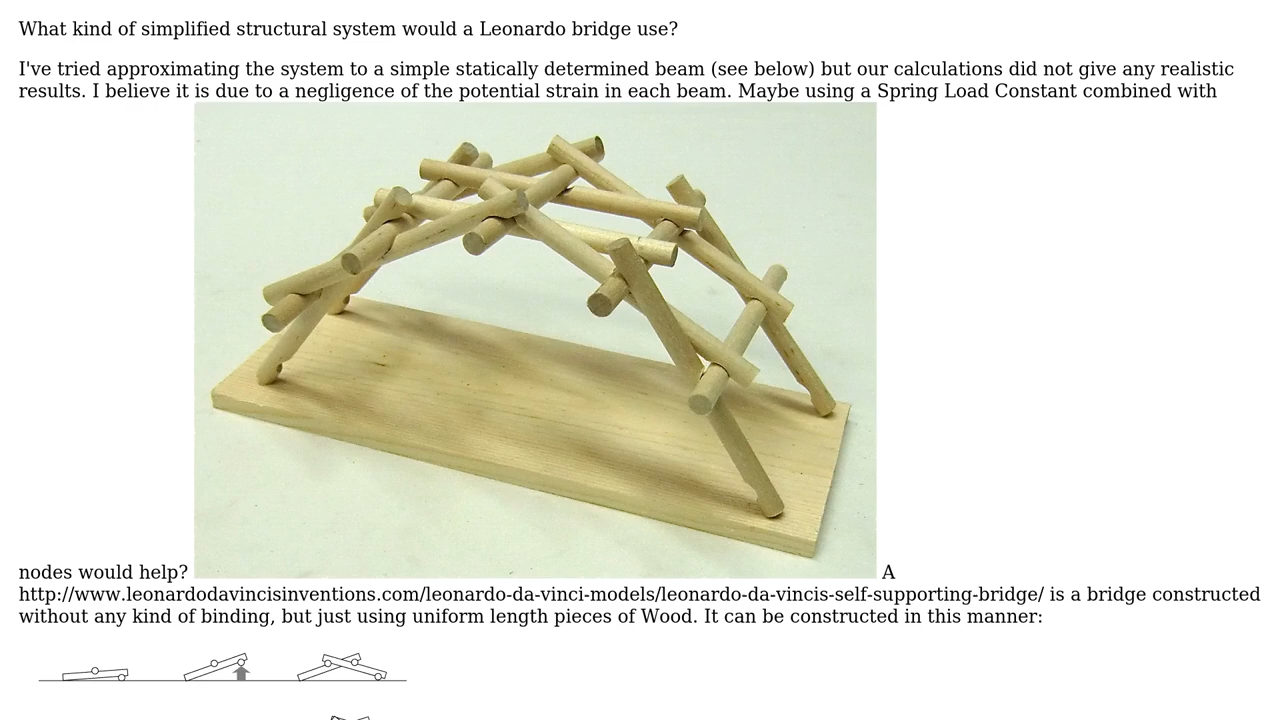 What kind of simplified structural system would a Leonardo bridge use?
I've tried approximating the system to a simple statically determined beam (see below) but our calculations did not give any realistic
results. I believe it is due to a negligence of the potential strain in each beam. Maybe using a Spring Load Constant combined with
nodes would help? A
http://www.leonardodavincisinventions.com/leonardo-da-vinci-models/leonardo-da-vincis-self-supporting-bridge/ is a bridge constructed
without any kind of binding, but just using uniform length pieces of Wood. It can be constructed in this manner: